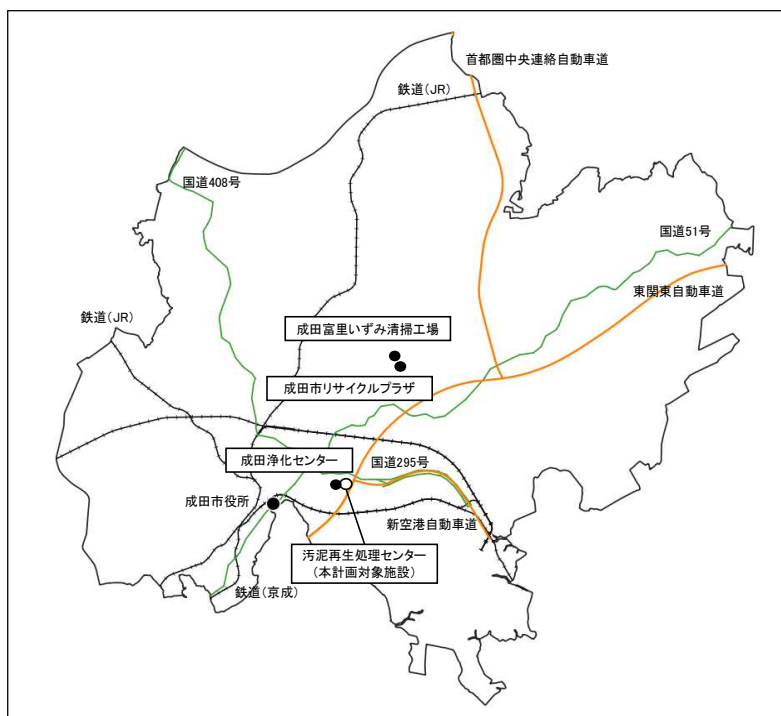 首都圏中央連絡自動車道
鉄道（JR）
国道408号
国道51号
東関東自動車道
鉄道（JR）
成田富里いずみ清掃工場
成田市リサイクルプラザ
成田浄化センター
国道295号
成田市役所
新空港自動車道
汚泥再生処理センター
（本計画対象施設）
鉄道（京成）